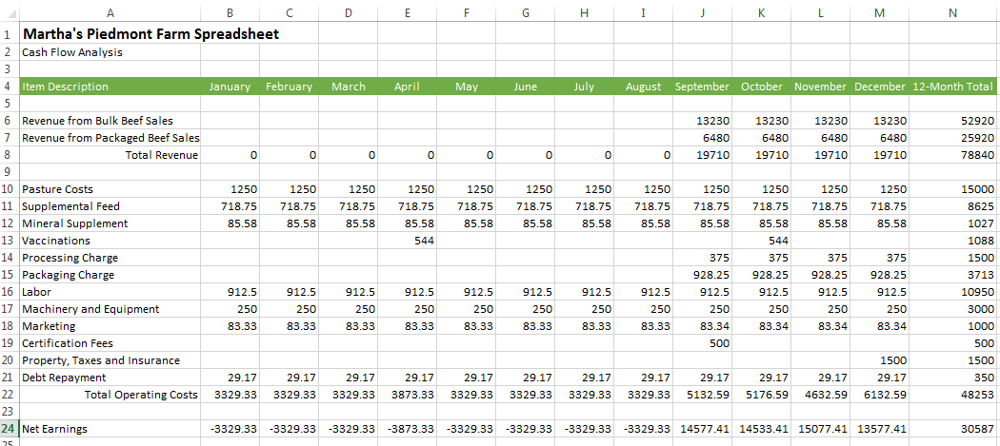 A B C D E F G H I J K L M N
1 Martha's Piedmont Farm Spreadsheet
2 Cash Flow Analysis
3
4 Item Description January February March April May June July August September October November December 12-Month Total
5
6 Revenue from Bulk Beef Sales 13230 13230 13230 13230 52920
7 Revenue from Packaged Beef Sales 6480 6480 6480 6480 25920
8 Total Revenue 0 0 0 0 0 0 0 0 19710 19710 19710 19710 78840
9
10 Pasture Costs 1250 1250 1250 1250 1250 1250 1250 1250 1250 1250 1250 1250 15000
11 Supplemental Feed 718.75 718.75 718.75 718.75 718.75 718.75 718.75 718.75 718.75 718.75 718.75 718.75 8625
12 Mineral Supplement 85.58 85.58 85.58 85.58 85.58 85.58 85.58 85.58 85.58 85.58 85.58 85.58 1027
13 Vaccinations 544 544 1088
14 Processing Charge 375 375 375 375 1500
15 Packaging Charge 928.25 928.25 928.25 928.25 3713
16 Labor 912.5 912.5 912.5 912.5 912.5 912.5 912.5 912.5 912.5 912.5 912.5 912.5 10950
17 Machinery and Equipment 250 250 250 250 250 250 250 250 250 250 250 250 3000
18 Marketing 83.33 83.33 83.33 83.33 83.33 83.33 83.33 83.33 83.34 83.34 83.34 83.34 1000
19 Certification Fees 500 500
20 Property, Taxes and Insurance 1500 1500
21 Debt Repayment 29.17 29.17 29.17 29.17 29.17 29.17 29.17 29.17 29.17 29.17 29.17 29.17 350
22 Total Operating Costs 3329.33 3329.33 3329.33 3873.33 3329.33 3329.33 3329.33 3329.33 5132.59 5176.59 4632.59 6132.59 48253
23
24 Net Earnings -3329.33 -3329.33 -3329.33 -3873.33 -3329.33 -3329.33 -3329.33 -3329.33 14577.41 14533.41 15077.41 13577.41 30587
25